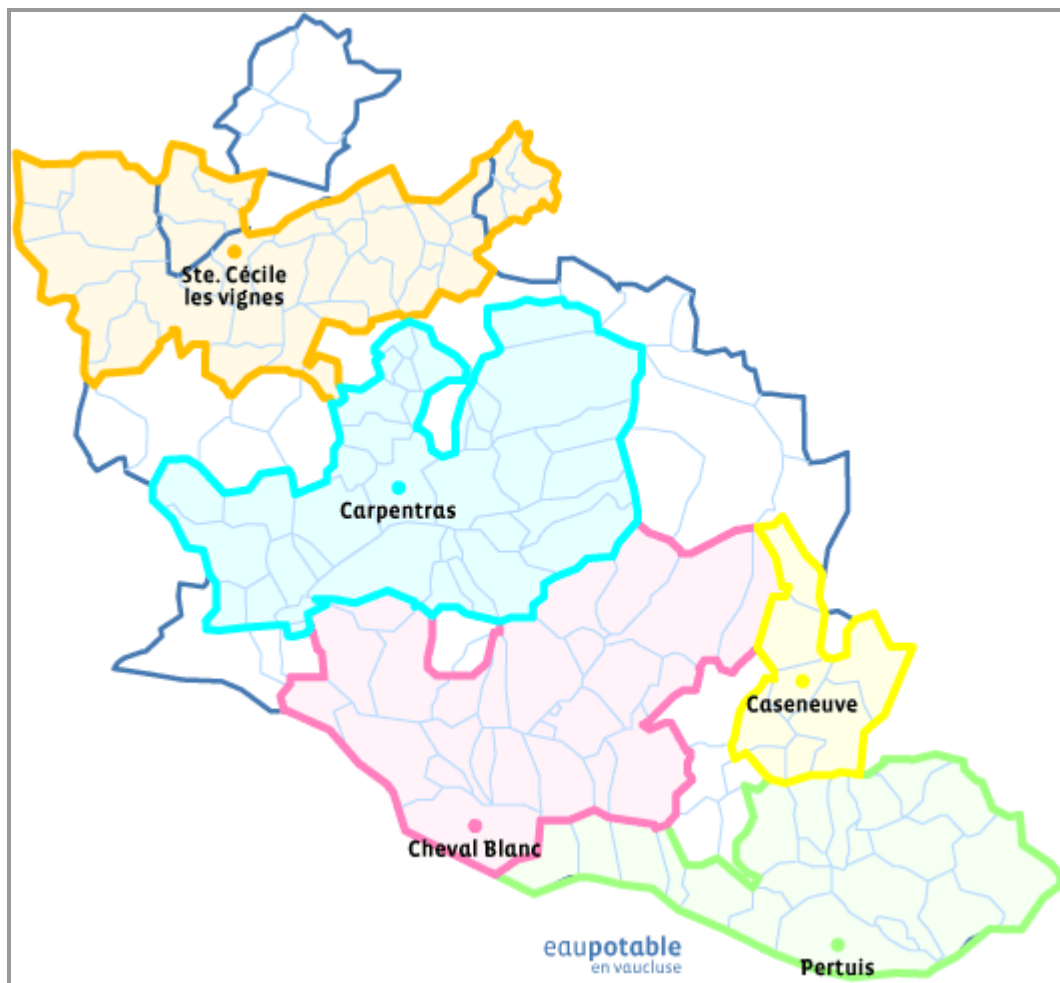 Ste. Cécile
les vignes
Carpentras
Caseneuve
Cheval Blanc
eaupotable
en vaucluse
Pertuis